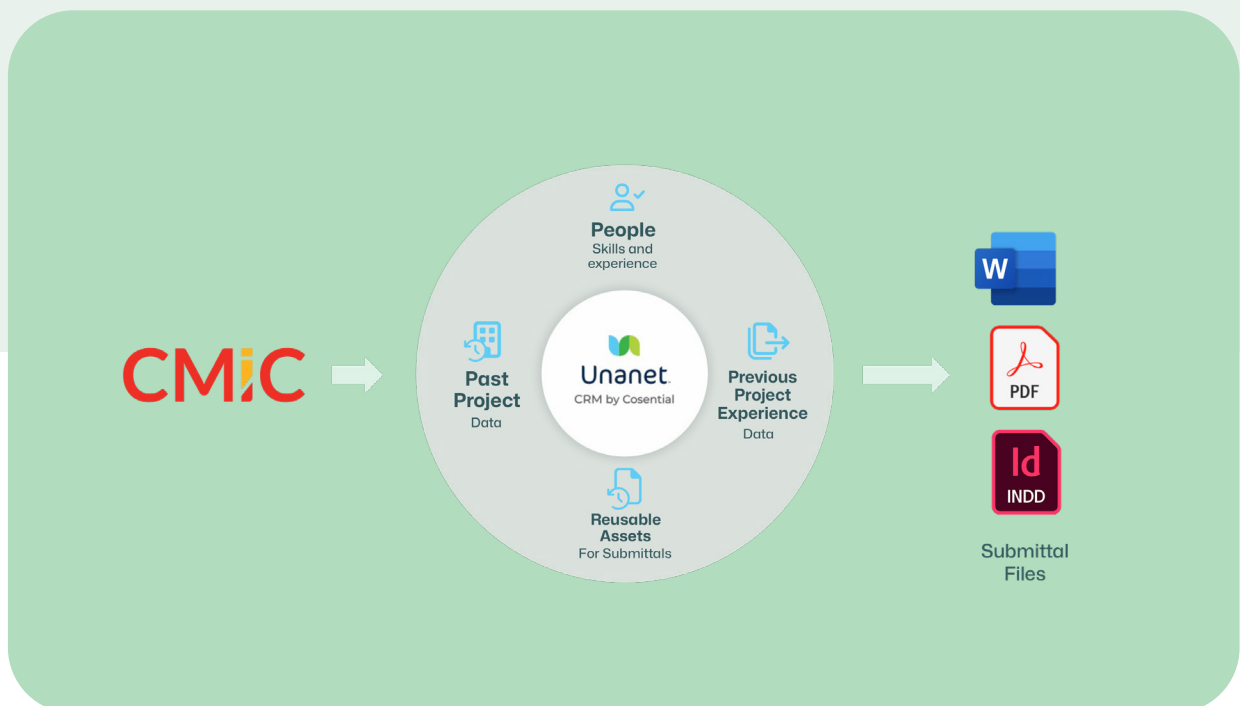 CMiC
People
Skills and
experience
Past
Project
Data
Unanet
CRM by Cosential
Previous
Project
Experience
Data
Reusable
Assets
For Submittals
W
PDF
Id
INDD
Submittal
Files